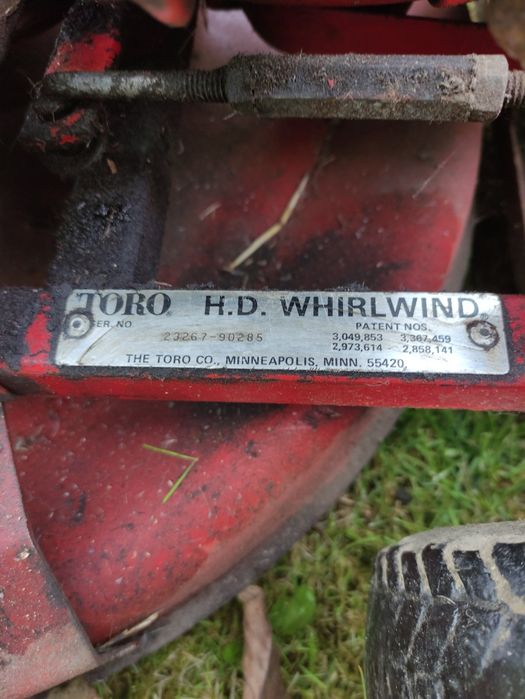 TORO® H.D. WHIRLWIND®
SER. NO. 23267-90285 PATENT NOS.
3,049,853 3,367,459
2,973,614 2,858,141
THE TORO CO., MINNEAPOLIS, MINN. 55420